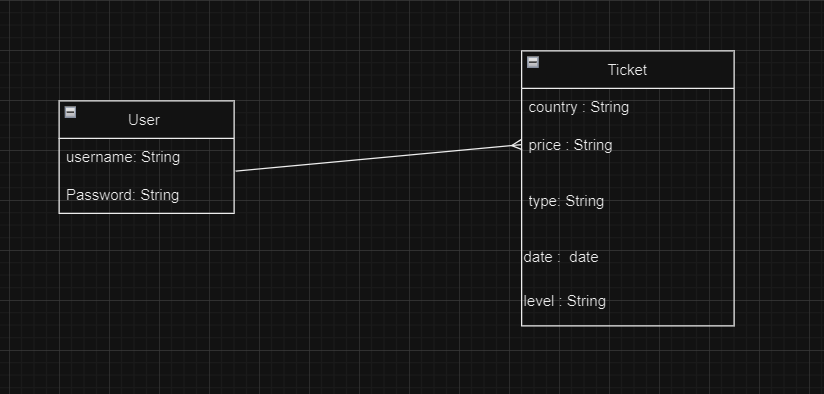 User
username: String
Password: String
Ticket
country : String
price : String
type: String
date :  date
level : String